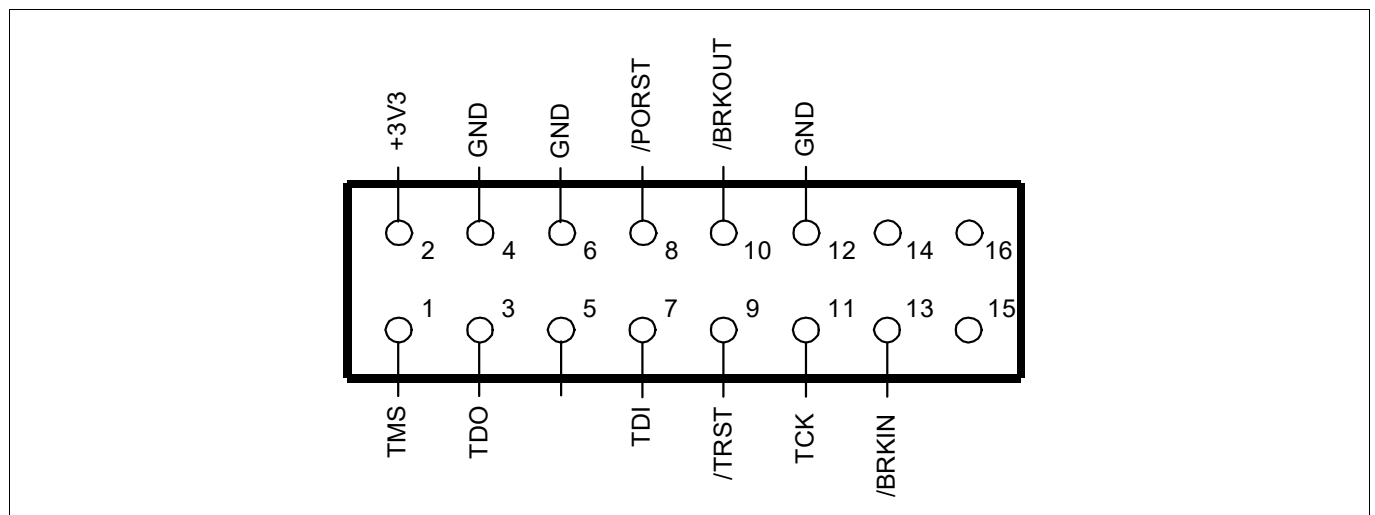 +3V3
GND
GND
/PORST
/BRKOUT
GND
2
4
6
8
10
12
14
16
1
3
5
7
9
11
13
15
TMS
TDO
TDI
/TRST
TCK
/BRKIN